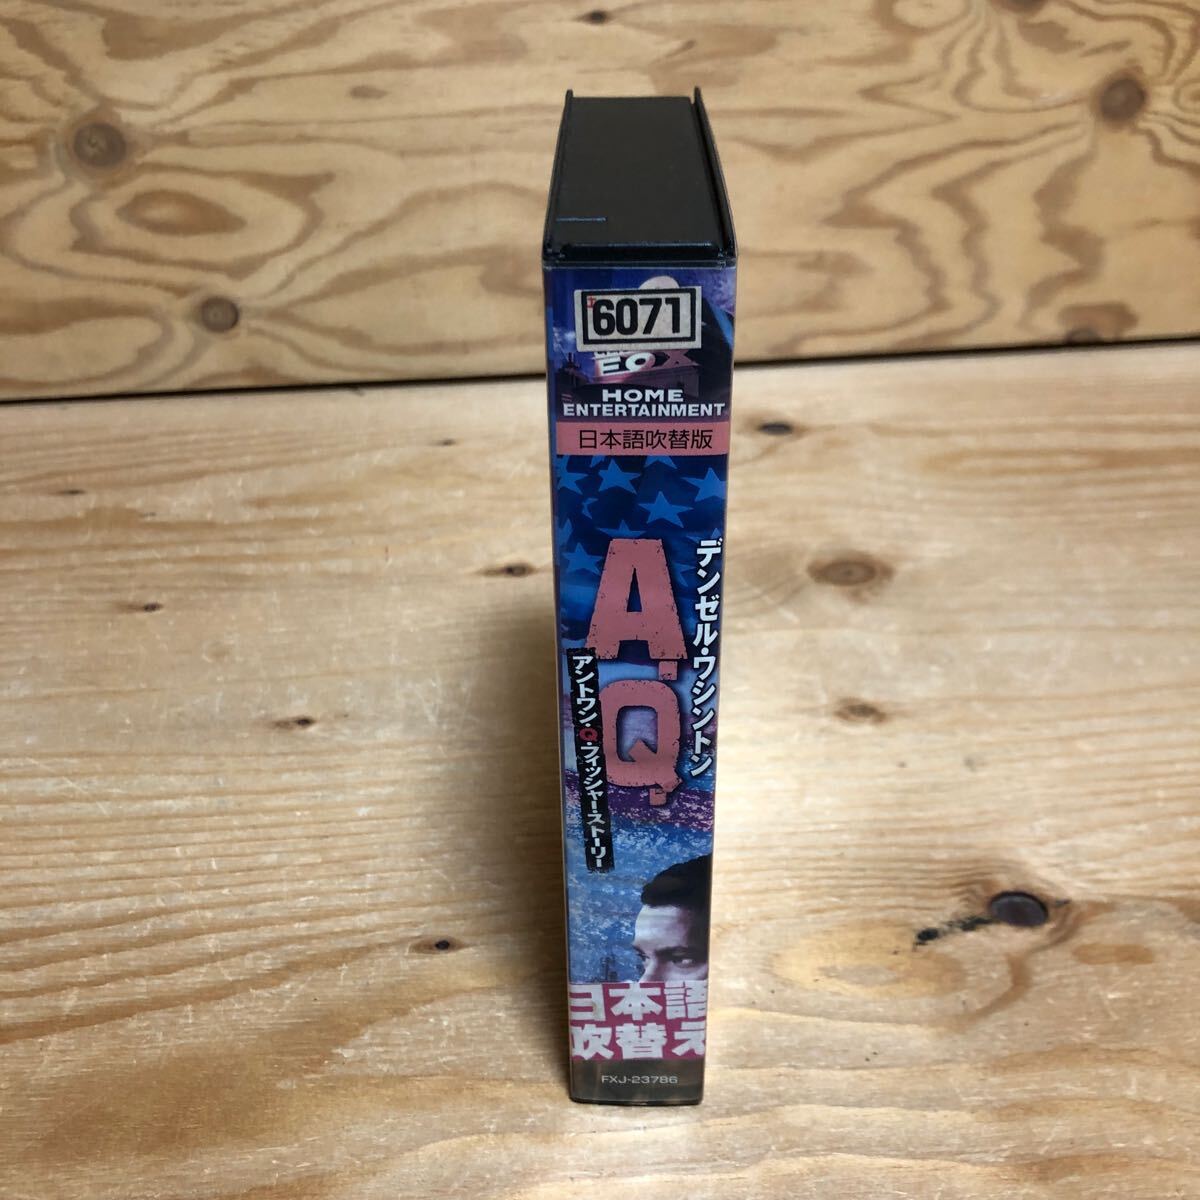 6071
FOX
HOME
ENTERTAINMENT
日本語吹替版
デンゼル・ワシントン
A.Q
アントワン・Q・フィッシャー・ストーリー
日本語
吹替え
FXJ-23786